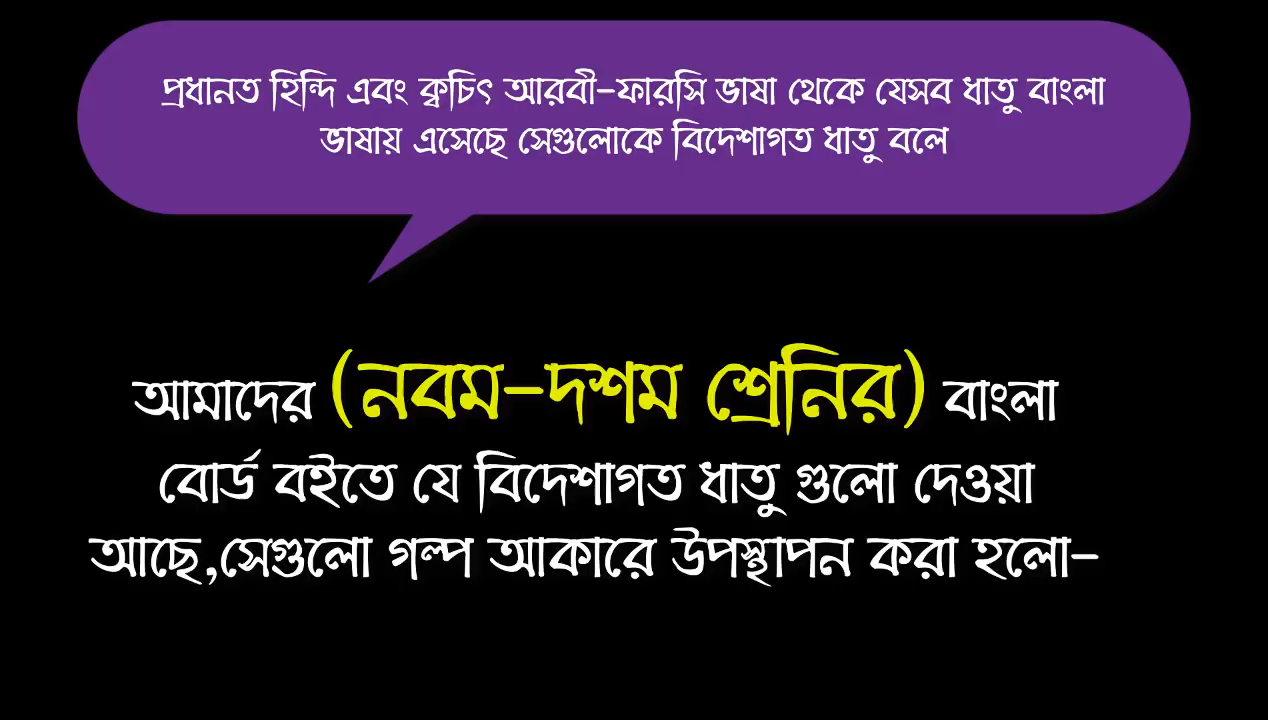 প্রধানত হিন্দি এবং ক্বচিৎ আরবী-ফারসি ভাষা থেকে যেসব ধাতু বাংলা
ভাষায় এসেছে সেগুলোকে বিদেশাগত ধাতু বলে
আমাদের (নবম-দশম শ্রেনির) বাংলা
বোর্ড বইতে যে বিদেশাগত ধাতু গুলো দেওয়া
আছে,সেগুলো গল্প আকারে উপস্থাপন করা হলো-